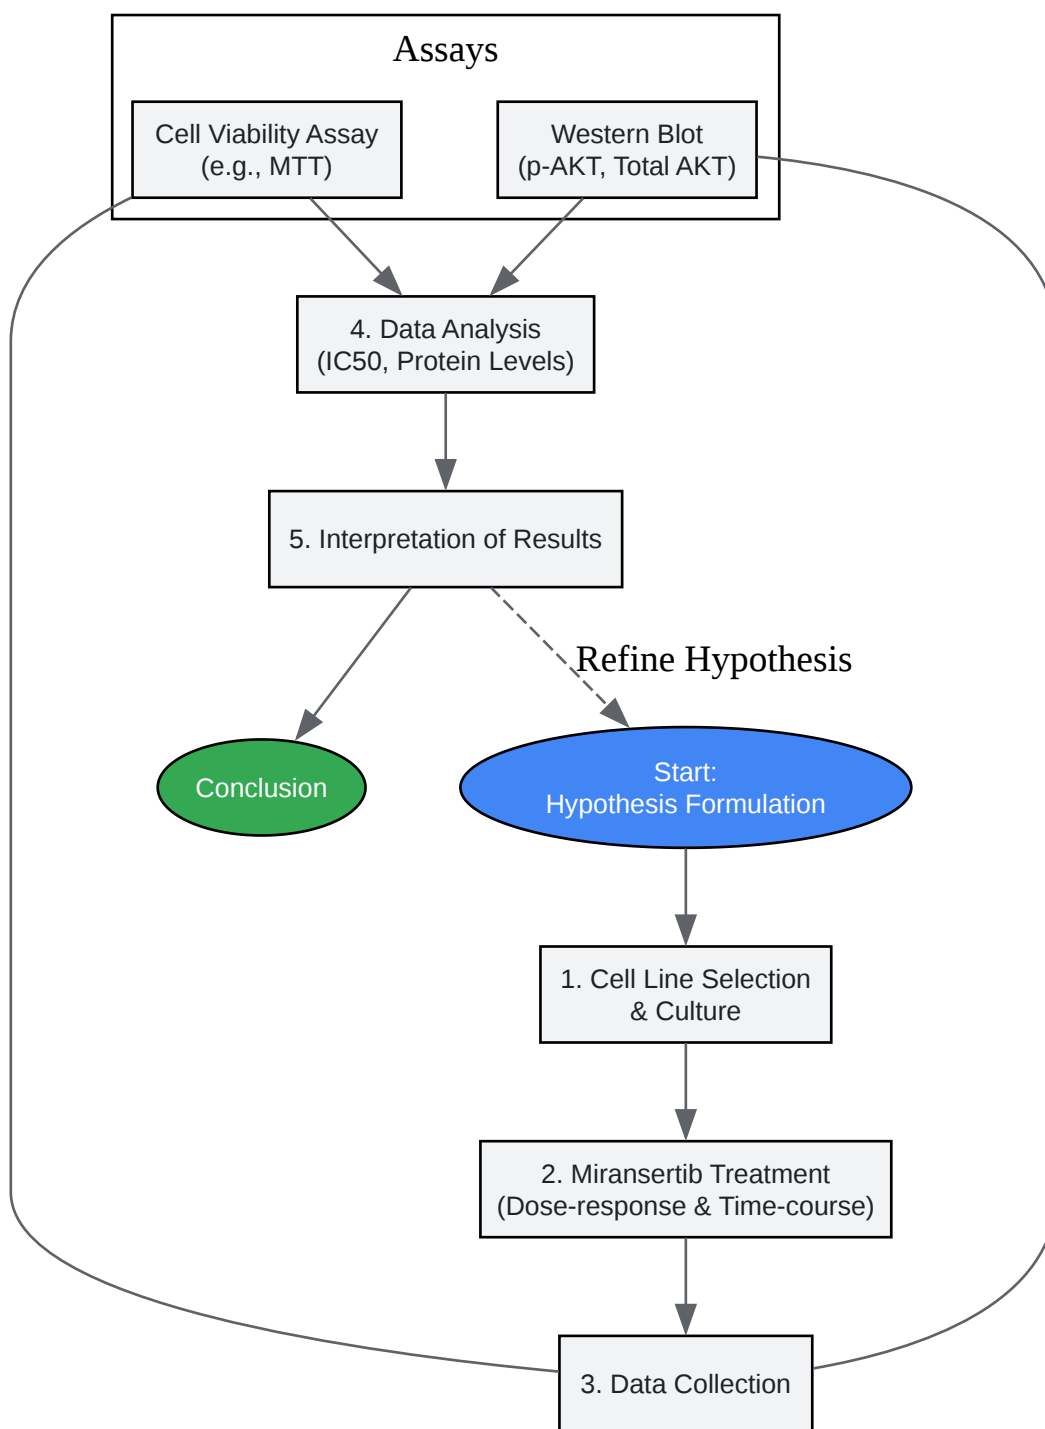 Assays
Cell Viability Assay
(e.g., MTT)
Western Blot
(p-AKT, Total AKT)
4. Data Analysis
(IC50, Protein Levels)
5. Interpretation of Results
Refine Hypothesis
Conclusion
Start:
Hypothesis Formulation
1. Cell Line Selection
& Culture
2. Miransertib Treatment
(Dose-response & Time-course)
3. Data Collection